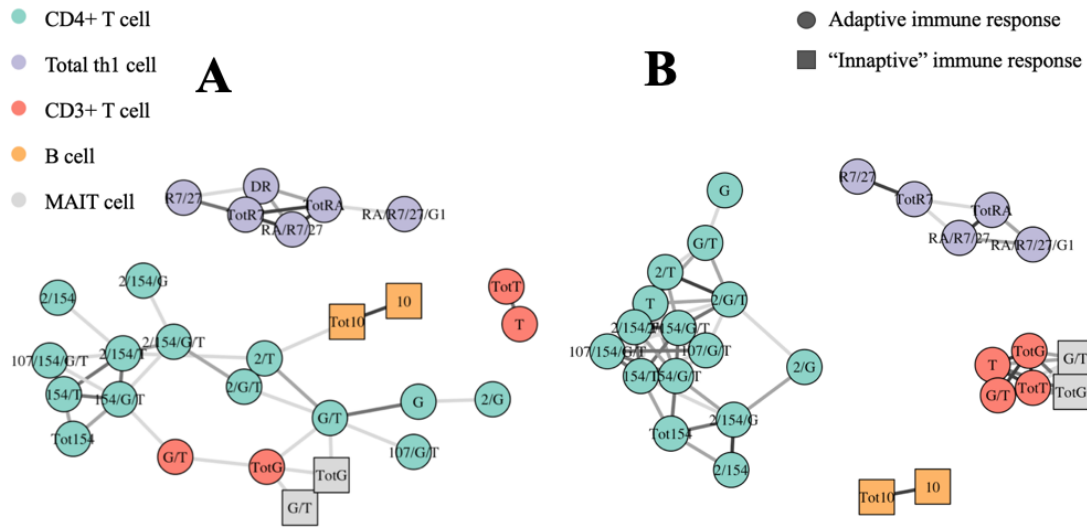 CD4+ T cell
Total th1 cell
CD3+ T cell
B cell
MAIT cell
A
B
Adaptive immune response
“Innaptive” immune response
R7/27
DR
TotR7
TotRA
RA/R7/27
RA/R7/27/G1
2/154
2/154/G
2/154/G/T
2/154/T
107/154/G/T
154/T
154/G/T
Tot154
2/T
2/G/T
G/T
G
2/G
107/G/T
Tot10
10
TotT
T
G/T
TotG
TotG
G/T
G
G/T
2/T
2/G/T
T
107/154/G/T
107/G/T
154/T
2/G
Tot154
2/154/G
2/154
R7/27
TotR7
TotRA
RA/R7/27
RA/R7/27/G1
T
TotG
G/T
TotT
G/T
TotG
Tot10
10